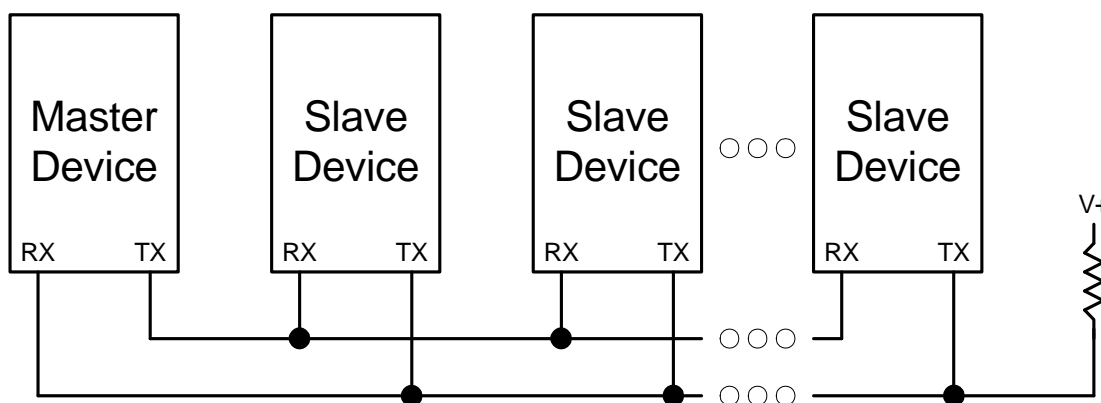 Master
Device
Slave
Device
Slave
Device
Slave
Device
RX TX
RX TX
RX TX
RX TX
V+